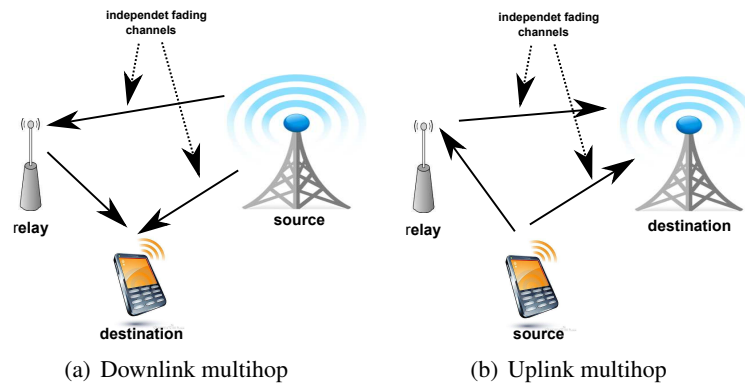 independet fading
channels
relay
source
destination
(a) Downlink multihop
independet fading
channels
relay
destination
source
(b) Uplink multihop